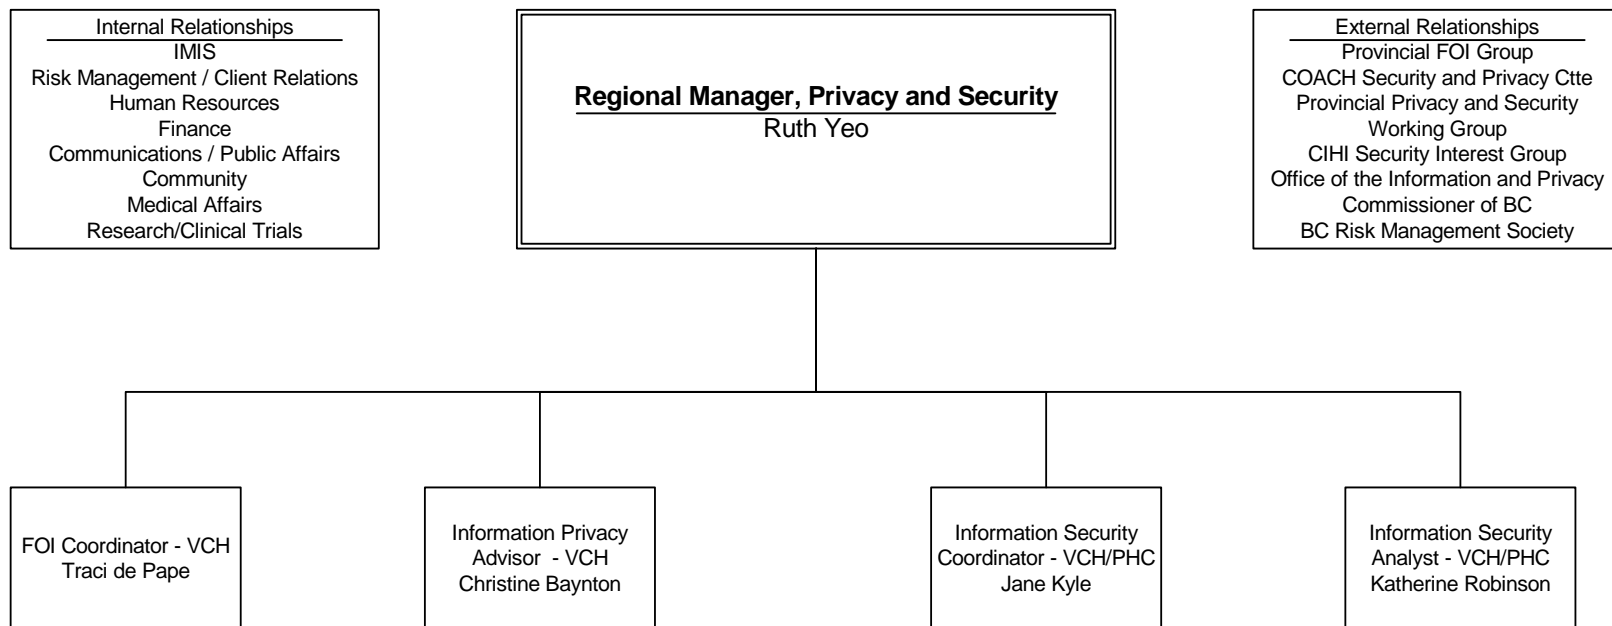 Internal Relationships
IMIS
Risk Management / Client Relations
Human Resources
Finance
Communications / Public Affairs
Community
Medical Affairs
Research/Clinical Trials
Regional Manager, Privacy and Security
Ruth Yeo
External Relationships
Provincial FOI Group
COACH Security and Privacy Ctte
Provincial Privacy and Security
Working Group
CIHI Security Interest Group
Office of the Information and Privacy
Commissioner of BC
BC Risk Management Society
FOI Coordinator - VCH
Traci de Pape
Information Privacy
Advisor - VCH
Christine Baynton
Information Security
Coordinator - VCH/PHC
Jane Kyle
Information Security
Analyst - VCH/PHC
Katherine Robinson